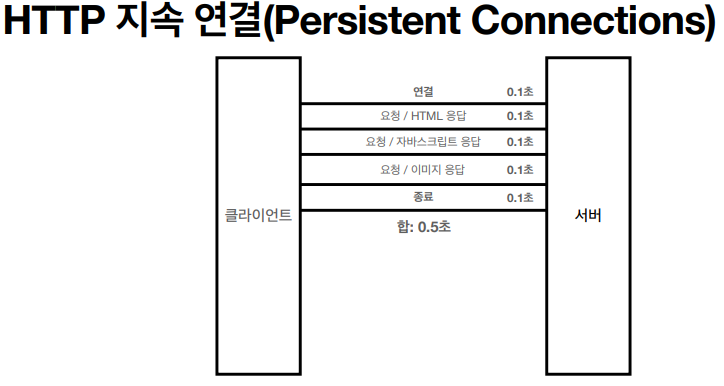 HTTP 지속 연결(Persistent Connections)
연결 0.1초
요청 / HTML 응답 0.1초
요청 / 자바스크립트 응답 0.1초
요청 / 이미지 응답 0.1초
종료 0.1초
클라이언트
서버
합: 0.5초